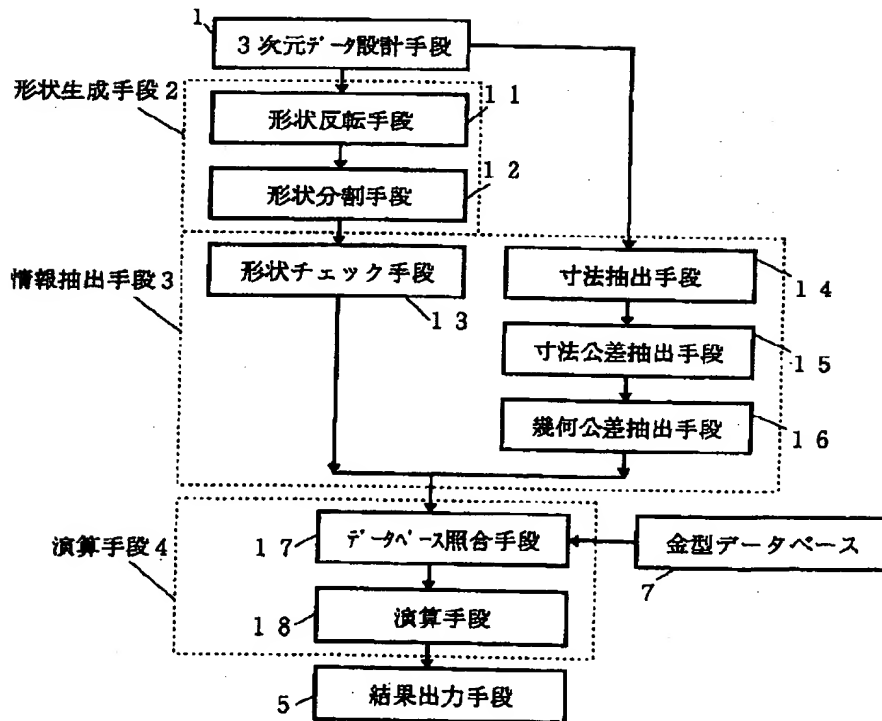 1
3次元データ設計手段
形状生成手段2
11
形状反転手段
12
形状分割手段
情報抽出手段3
形状チェック手段
13
寸法抽出手段
14
寸法公差抽出手段
15
幾何公差抽出手段
16
演算手段4
17
データベース照合手段
金型データベース
7
18
演算手段
5
結果出力手段